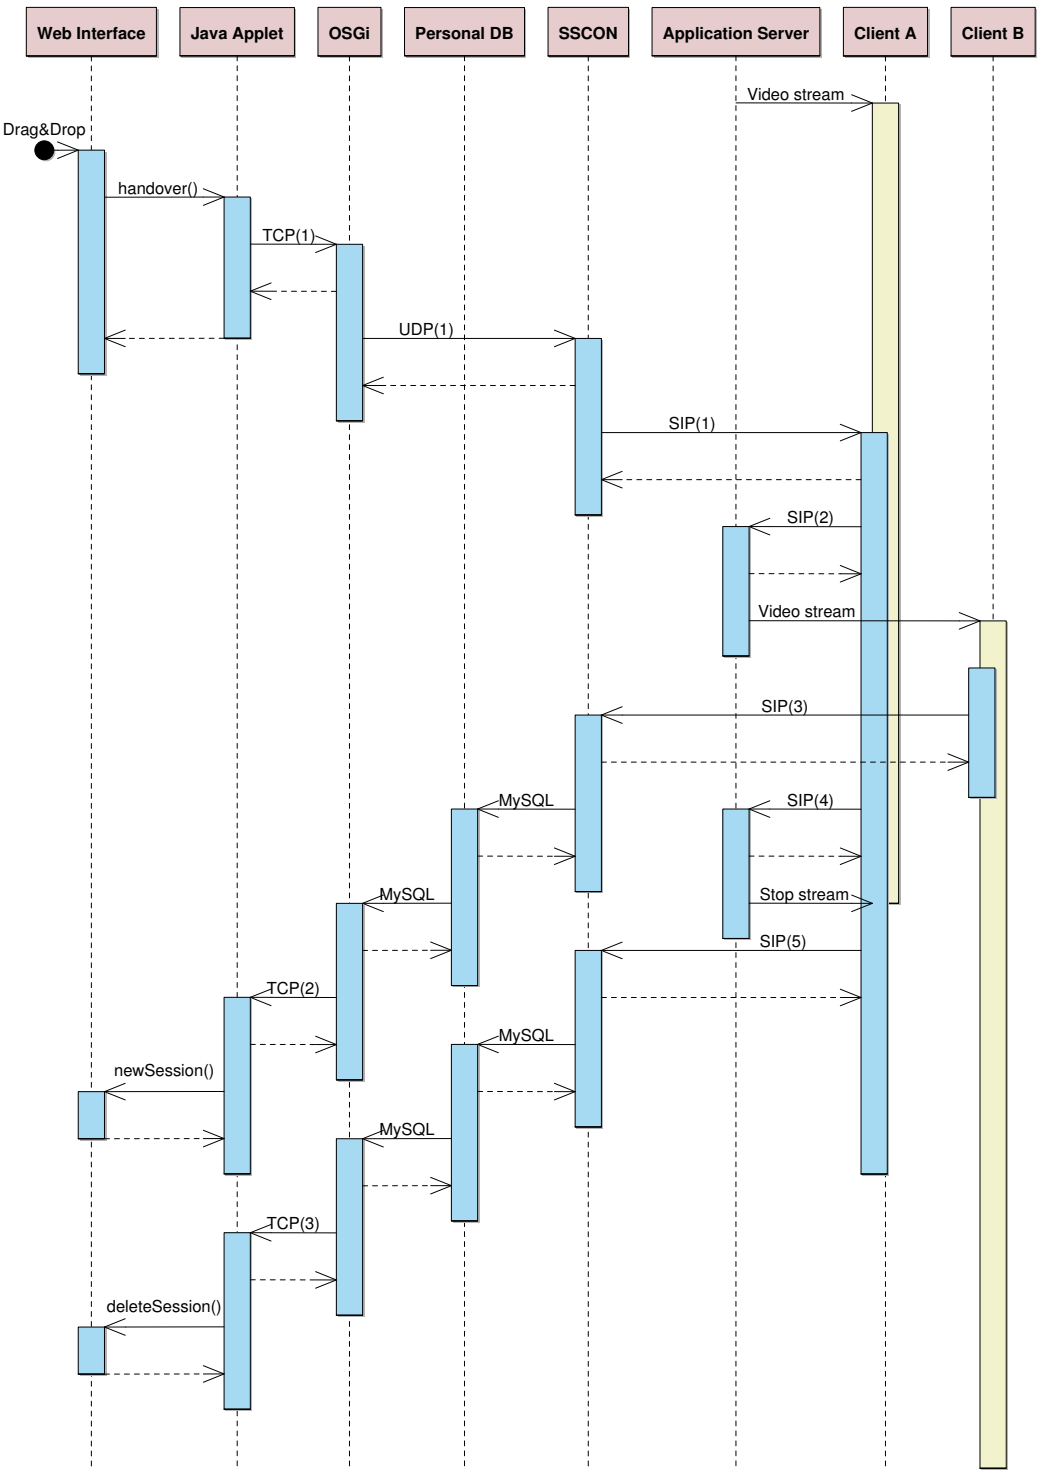 Web Interface
Java Applet
OSGi
Personal DB
SSCON
Application Server
Client A
Client B
Video stream
Drag&Drop
handover()
TCP(1)
UDP(1)
SIP(1)
SIP(2)
Video stream
SIP(3)
MySQL
SIP(4)
MySQL
Stop stream
SIP(5)
TCP(2)
MySQL
newSession()
MySQL
TCP(3)
deleteSession()